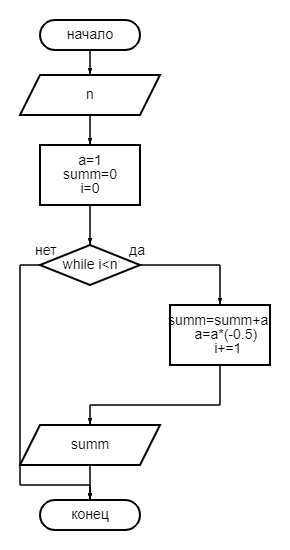 начало
n
a=1
summ=0
i=0
нет
да
while i<n
summ=summ+a
a=a*(-0.5)
i+=1
summ
конец